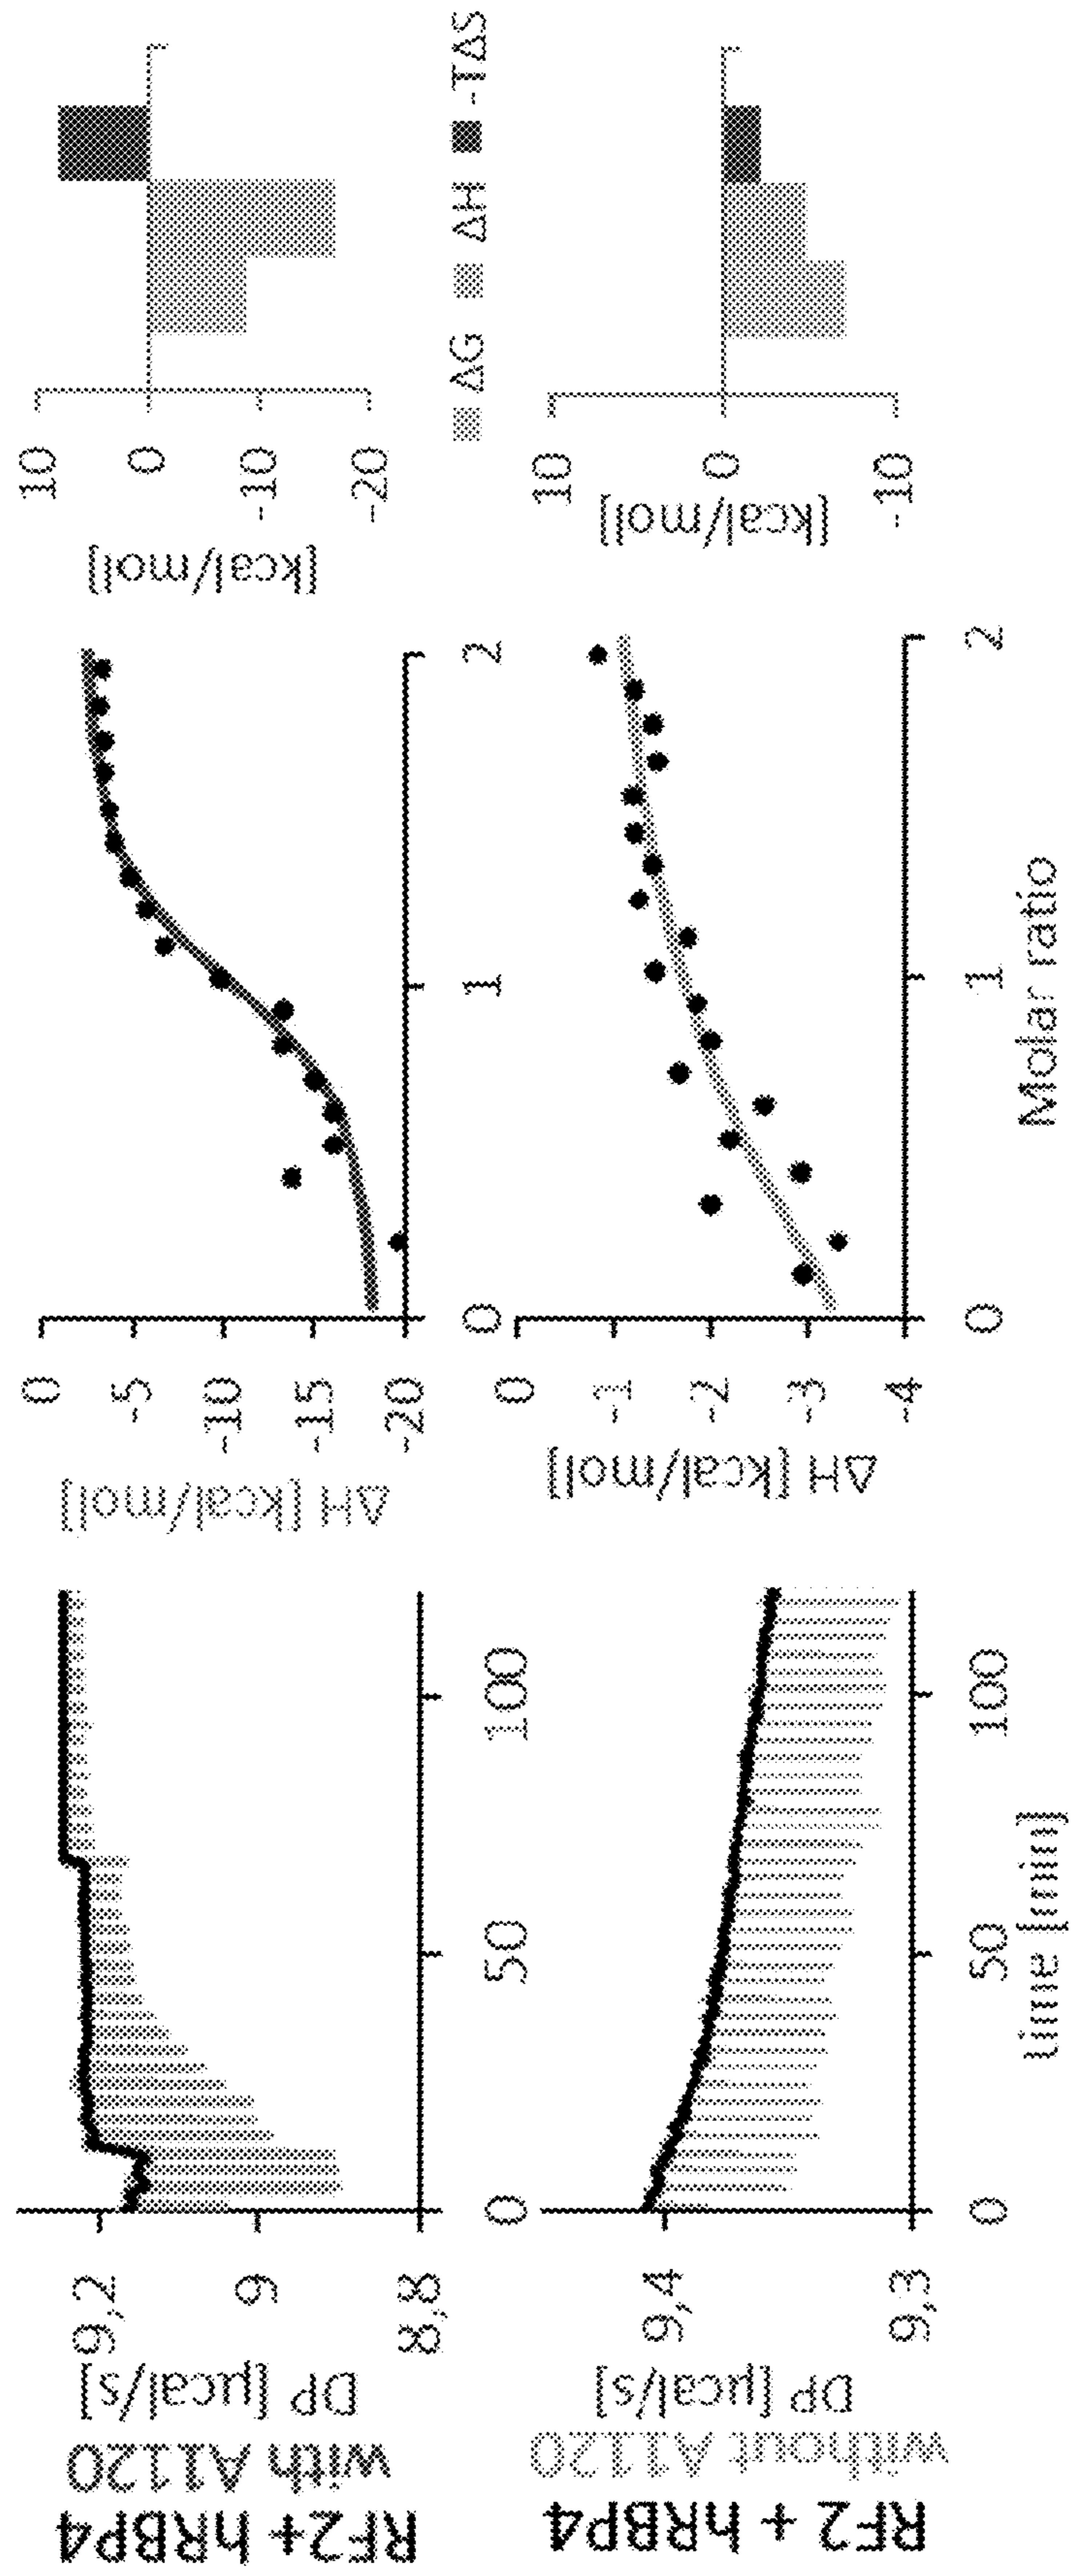 RF2+ hRBP4
with A1120
DP [µcal/s]
9,2
9
8,8
0
50
100
ΔH [kcal/mol]
0
-5
-10
-15
-20
0
1
2
[kcal/mol]
10
0
-10
-20
ΔG ΔH -TΔS
RF2 + hRBP4
without A1120
DP [µcal/s]
9,4
9,3
0
50
100
time [min]
ΔH [kcal/mol]
0
-1
-2
-3
-4
0
1
2
Molar ratio
[kcal/mol]
10
0
-10